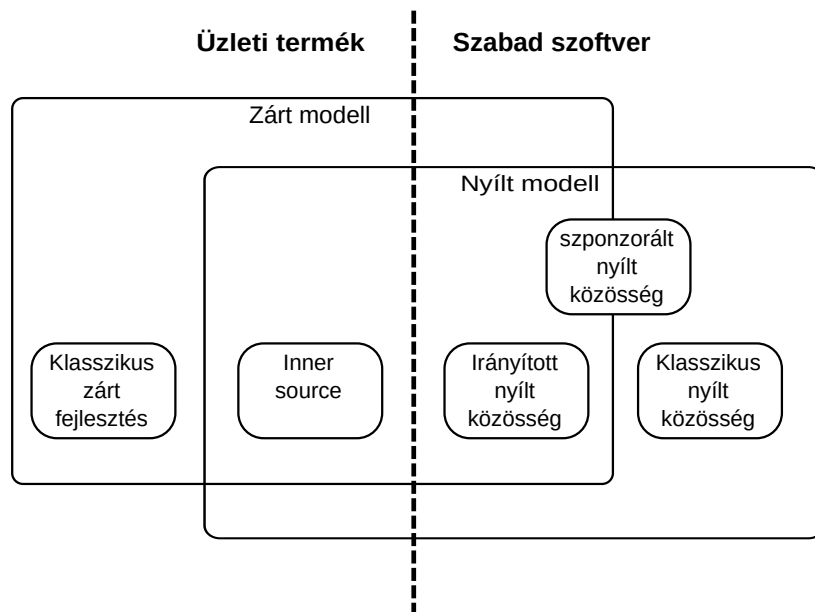 Üzleti termék
Szabad szoftver
Zárt modell
Nyílt modell
szponzorált
nyílt
közösség
Klasszikus
zárt
fejlesztés
Inner
source
Irányított
nyílt
közösség
Klasszikus
nyílt
közösség